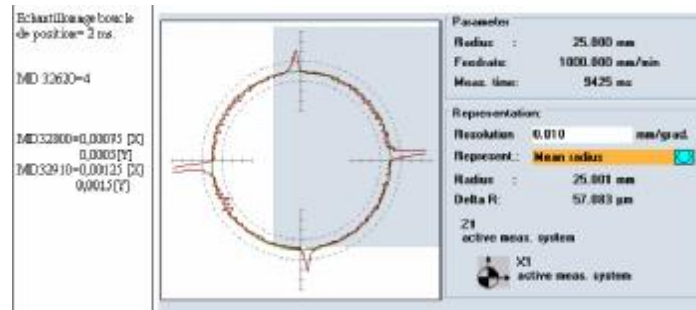 Echantillonage boucle
de position= 2 ms.
MD 32620=4
MD32800=0,00075 [X]
0,0005[Y]
MD32910=0,00125 [X]
0,0015[Y]
Parameter
Radius : 25.000 mm
Feedrate: 1000.000 mm/min
Meas. time: 9425 ms
Representation:
Resolution 0.010 mm/grad.
Represent.: Mean radius
Radius : 25.001 mm
Delta R: 57.083 µm
Z1
active meas. system
X1
active meas. system